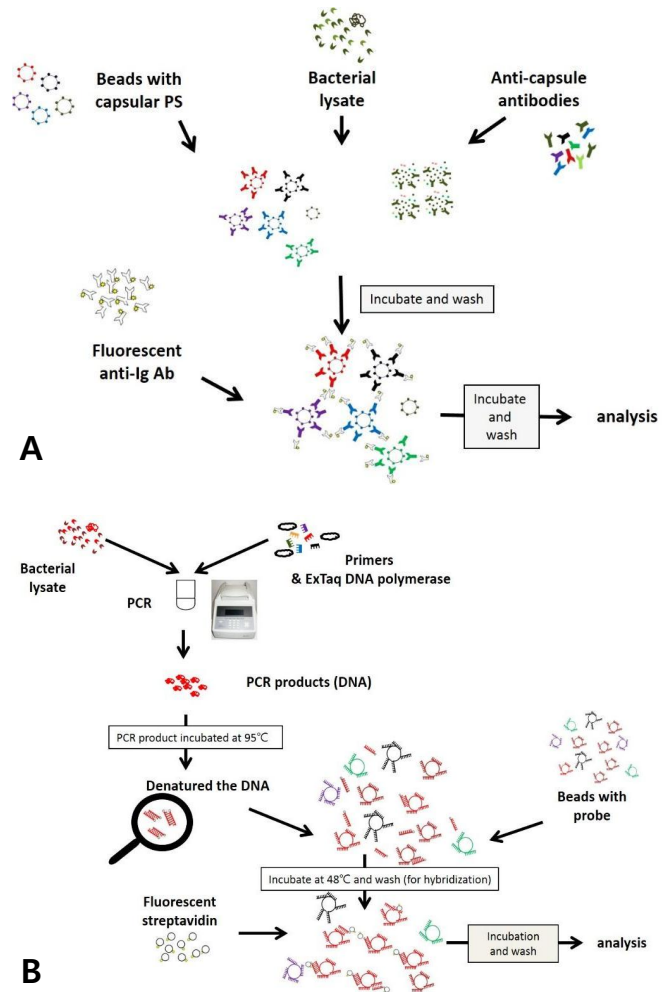 Beads with
capsular PS
Bacterial
lysate
Anti-capsule
antibodies
Incubate and wash
Fluorescent
anti-Ig Ab
Incubate
and
wash
analysis
A
Bacterial
lysate
Primers
& ExTaq DNA polymerase
PCR
PCR products (DNA)
PCR product incubated at 95℃
Denatured the DNA
Beads with
probe
Incubate at 48℃ and wash (for hybridization)
Fluorescent
streptavidin
Incubation
and wash
analysis
B